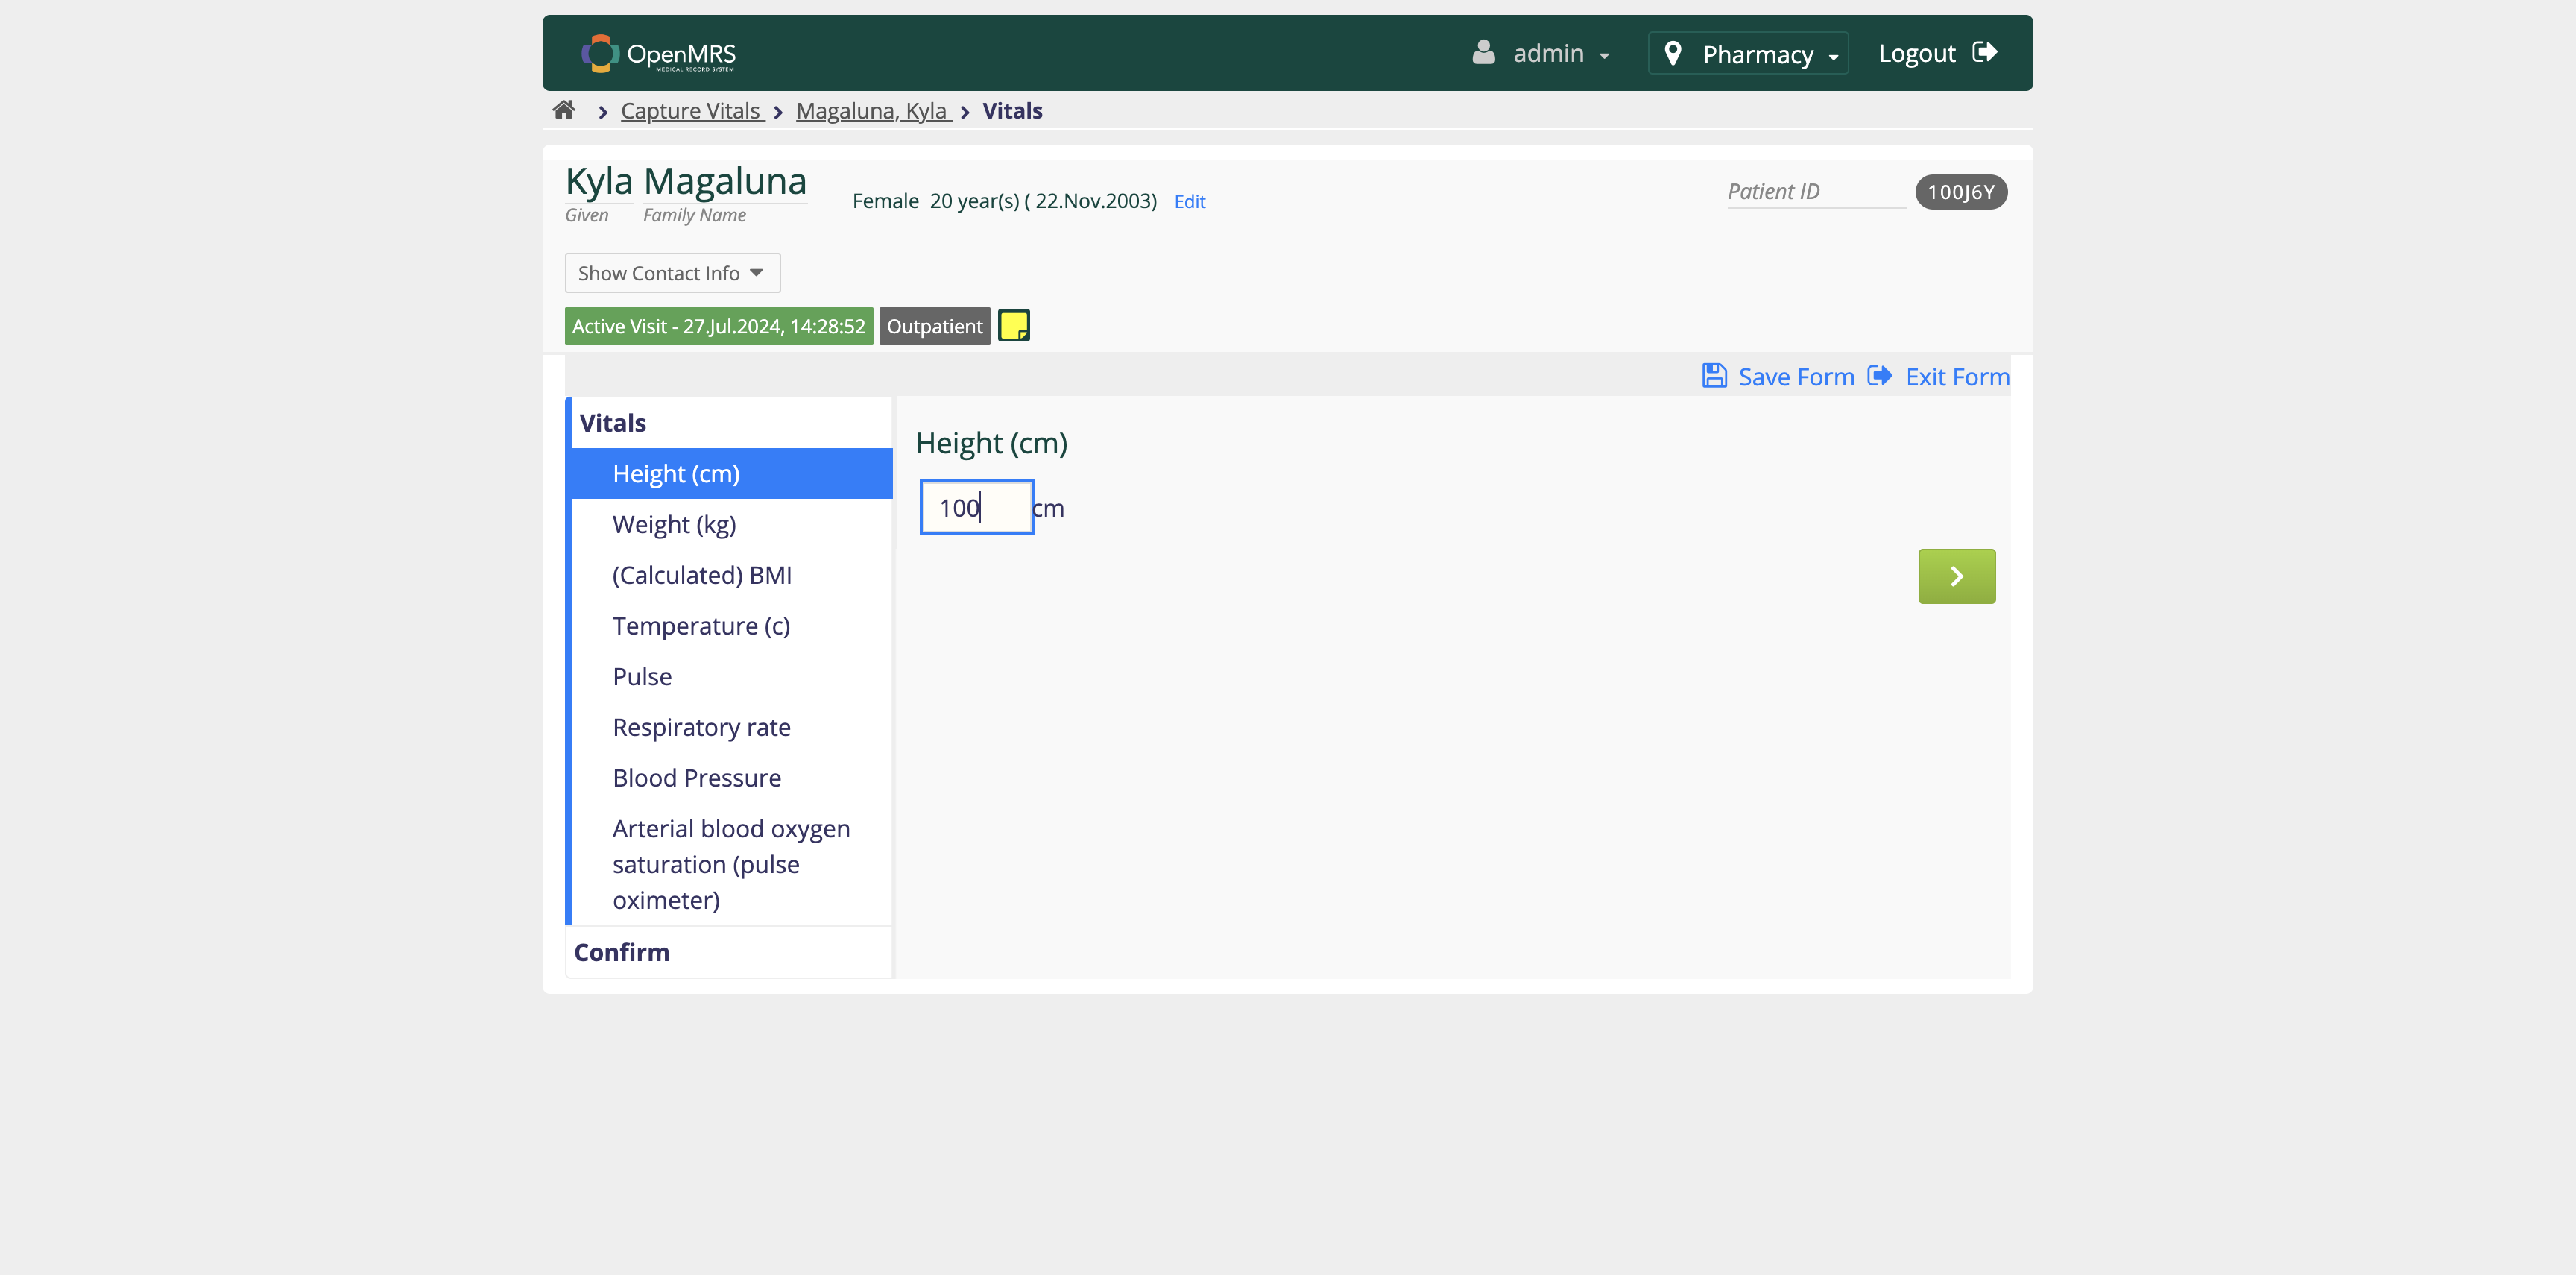 OpenMRS
MEDICAL RECORD SYSTEM
admin
Pharmacy
Logout
Capture Vitals
Magaluna, Kyla
Vitals
Kyla Magaluna
Given Family Name
Female 20 year(s) ( 22.Nov.2003) Edit
Patient ID 100J6Y
Show Contact Info
Active Visit - 27.Jul.2024, 14:28:52 Outpatient
Save Form Exit Form
Vitals
Height (cm)
Weight (kg)
(Calculated) BMI
Temperature (c)
Pulse
Respiratory rate
Blood Pressure
Arterial blood oxygen
saturation (pulse
oximeter)
Confirm
Height (cm)
100 cm